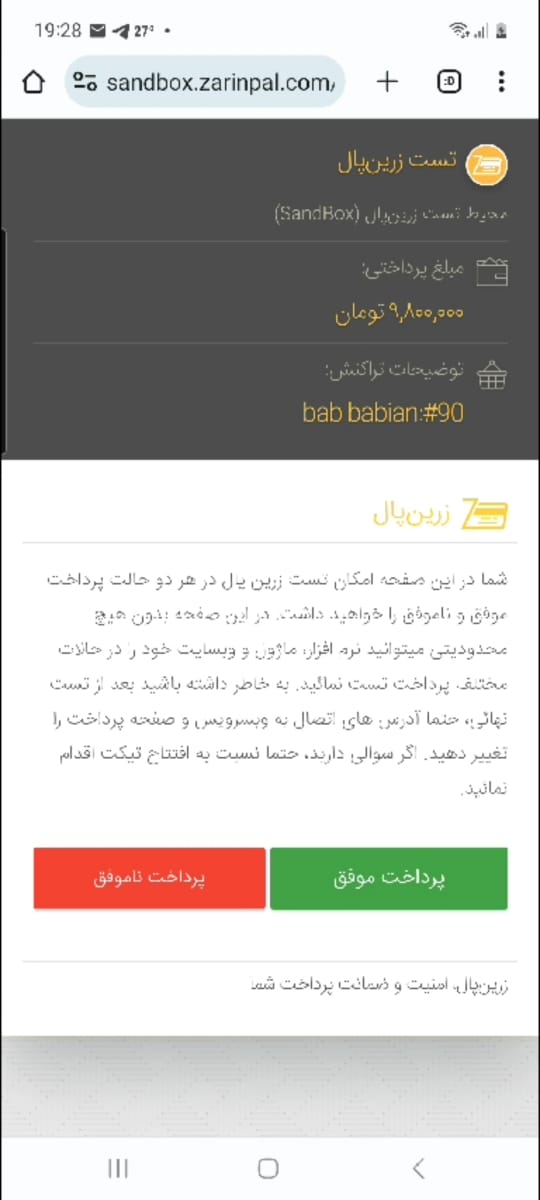 19:28 27°
sandbox.zarinpal.com/
:D
تست زرین‌پال
محیط تست زرین‌پال (SandBox)
مبلغ پرداختی:
۹,۸۰۰,۰۰۰ تومان
توضیحات تراکنش:
bab babian:#90
زرین‌پال
شما در این صفحه امکان تست زرین پال در هر دو حالت پرداخت
موفق و ناموفق را خواهید داشت. در این صفحه بدون هیچ
محدودیتی میتوانید نرم افزار، ماژول و وبسایت خود را در حالات
مختلف پرداخت تست نمائید. به خاطر داشته باشید بعد از تست
نهائی، حتما آدرس های اتصال به وبسرویس و صفحه پرداخت را
تغییر دهید. اگر سوالی دارید، حتما نسبت به افتتاح تیکت اقدام
نمائید.
پرداخت موفق
پرداخت ناموفق
زرین‌پال، امنیت و ضمانت پرداخت شما